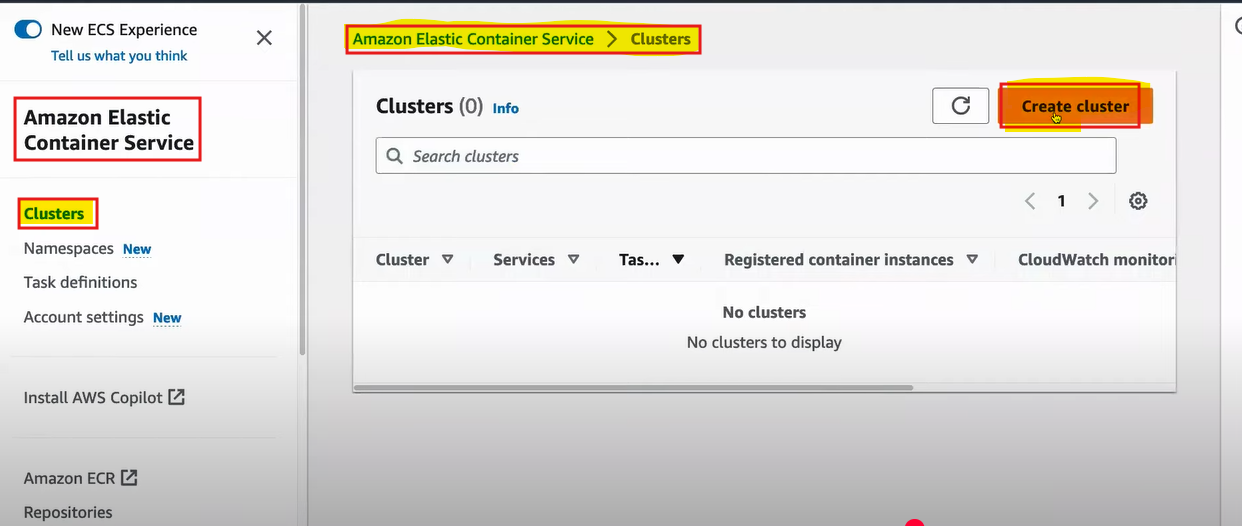 New ECS Experience
Tell us what you think
Amazon Elastic
Container Service
Clusters
Namespaces New
Task definitions
Account settings New
Install AWS Copilot
Amazon ECR
Repositories
Amazon Elastic Container Service > Clusters
Clusters (0) Info
Create cluster
Search clusters
1
Cluster Services Tas... Registered container instances CloudWatch monitor
No clusters
No clusters to display